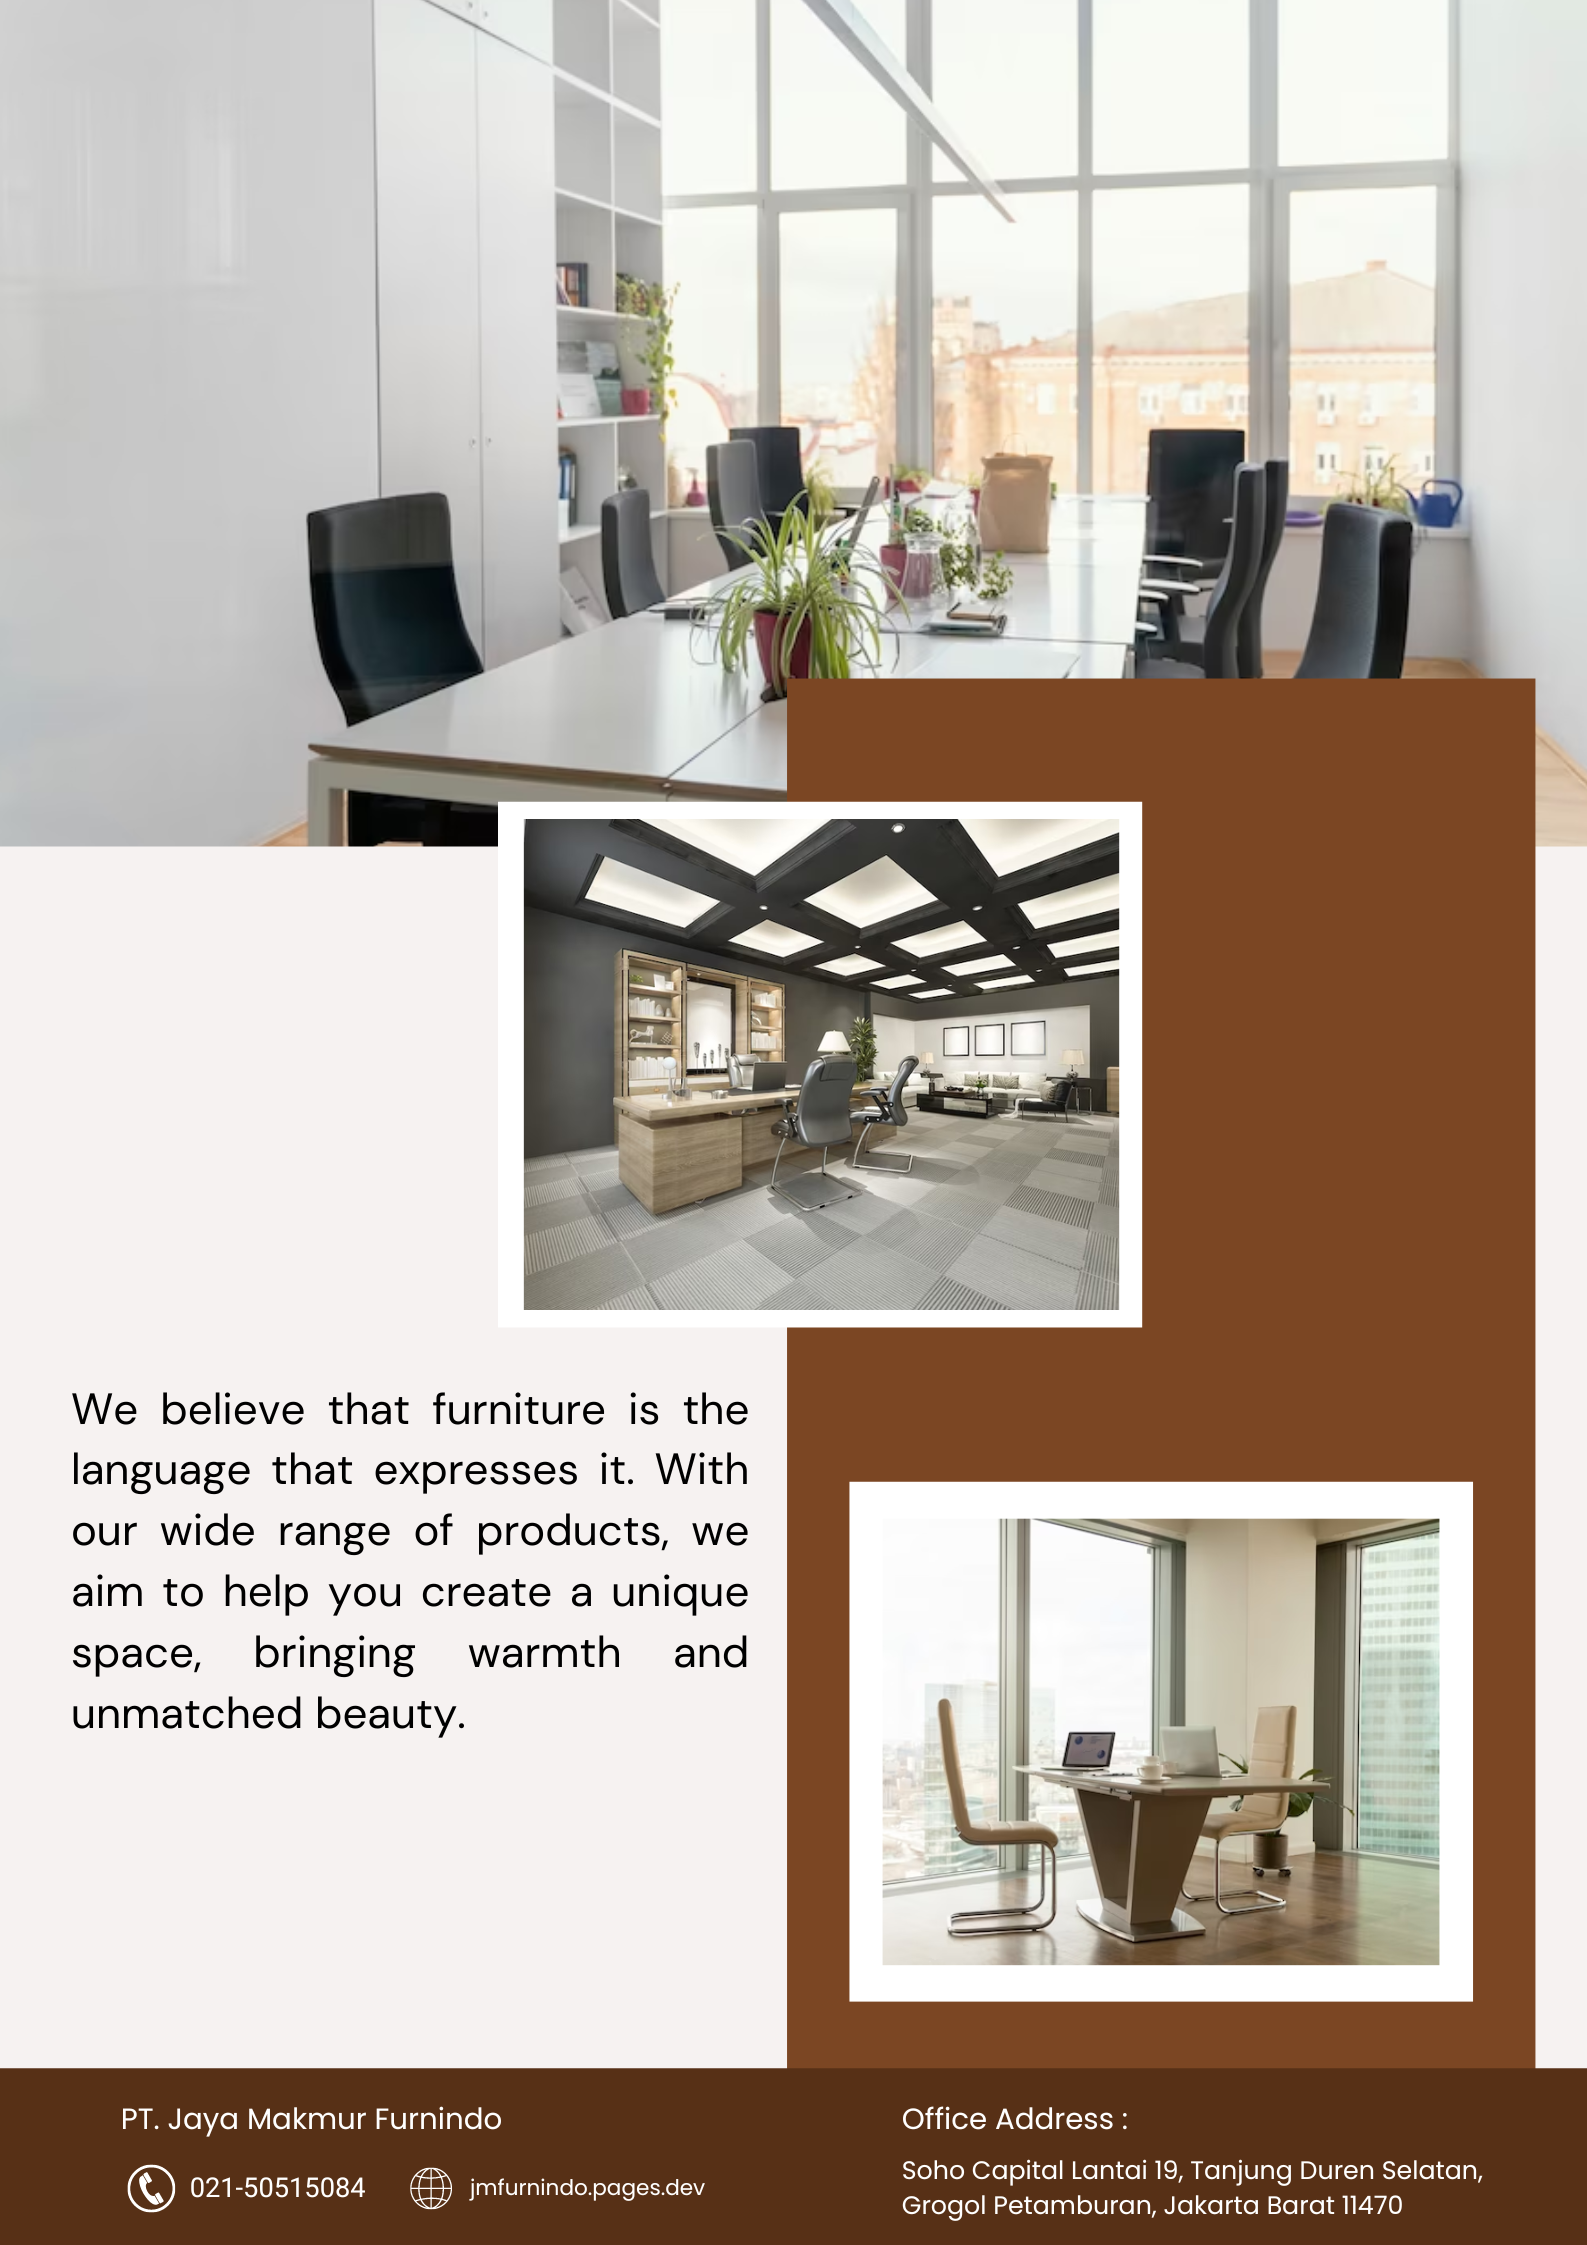 We believe that furniture is the
language that expresses it. With
our wide range of products, we
aim to help you create a unique
space, bringing warmth and
unmatched beauty.
PT. Jaya Makmur Furnindo
021-50515084
jmfurnindo.pages.dev
Office Address :
Soho Capital Lantai 19, Tanjung Duren Selatan,
Grogol Petamburan, Jakarta Barat 11470